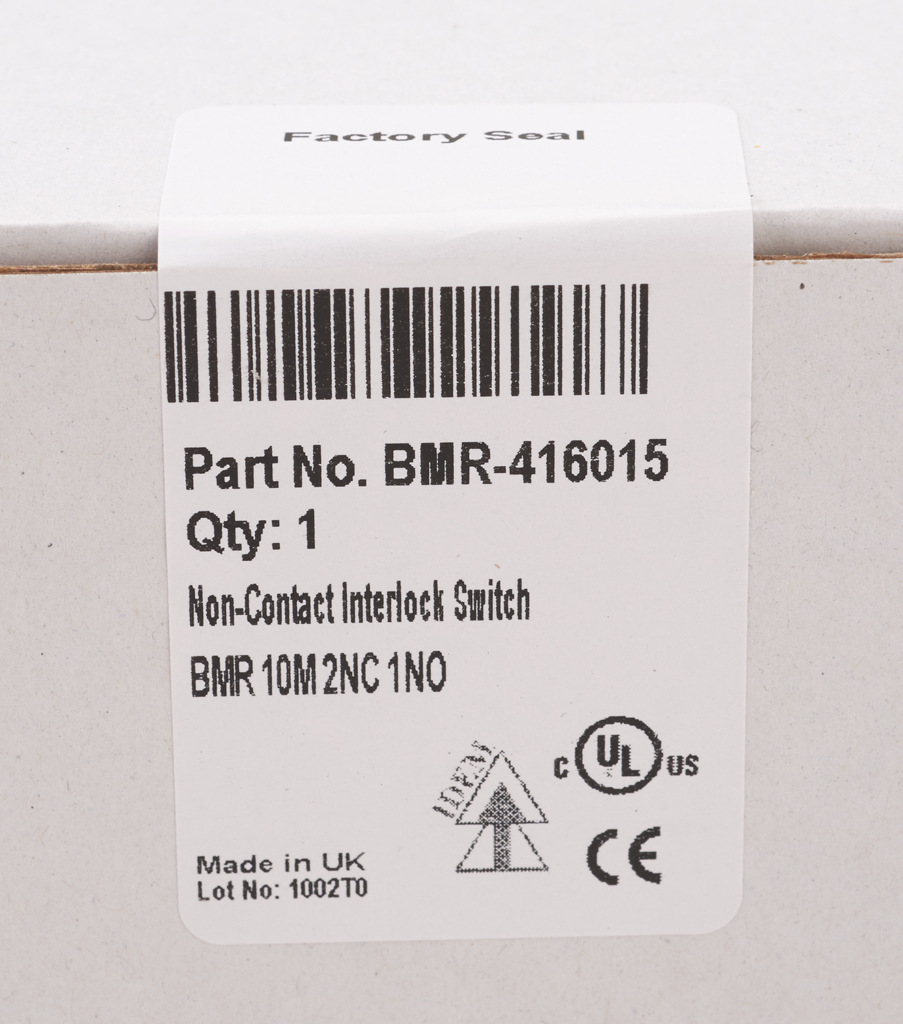 Factory Seal
Part No. BMR-416015
Qty: 1
Non-Contact Interlock Switch
BMR 10M 2NC 1NO
IDEM
C UL US
CE
Made in UK
Lot No: 1002T0